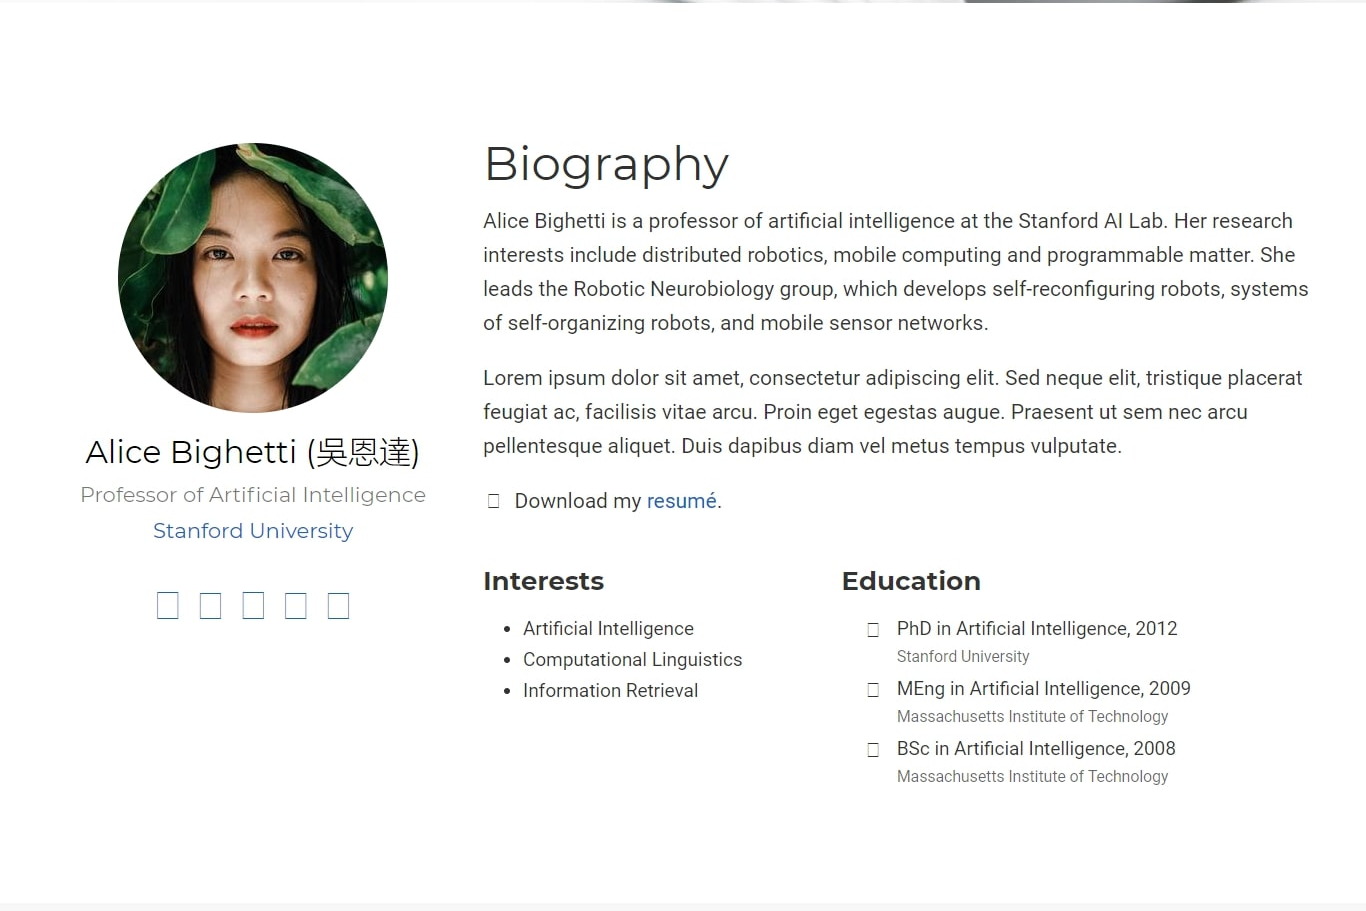 Alice Bighetti (吳恩達)
Professor of Artificial Intelligence
Stanford University
Biography
Alice Bighetti is a professor of artificial intelligence at the Stanford AI Lab. Her research
interests include distributed robotics, mobile computing and programmable matter. She
leads the Robotic Neurobiology group, which develops self-reconfiguring robots, systems
of self-organizing robots, and mobile sensor networks.
Lorem ipsum dolor sit amet, consectetur adipiscing elit. Sed neque elit, tristique placerat
feugiat ac, facilisis vitae arcu. Proin eget egestas augue. Praesent ut sem nec arcu
pellentesque aliquet. Duis dapibus diam vel metus tempus vulputate.
Download my resumé.
Interests
Artificial Intelligence
Computational Linguistics
Information Retrieval
Education
PhD in Artificial Intelligence, 2012
Stanford University
MEng in Artificial Intelligence, 2009
Massachusetts Institute of Technology
BSc in Artificial Intelligence, 2008
Massachusetts Institute of Technology